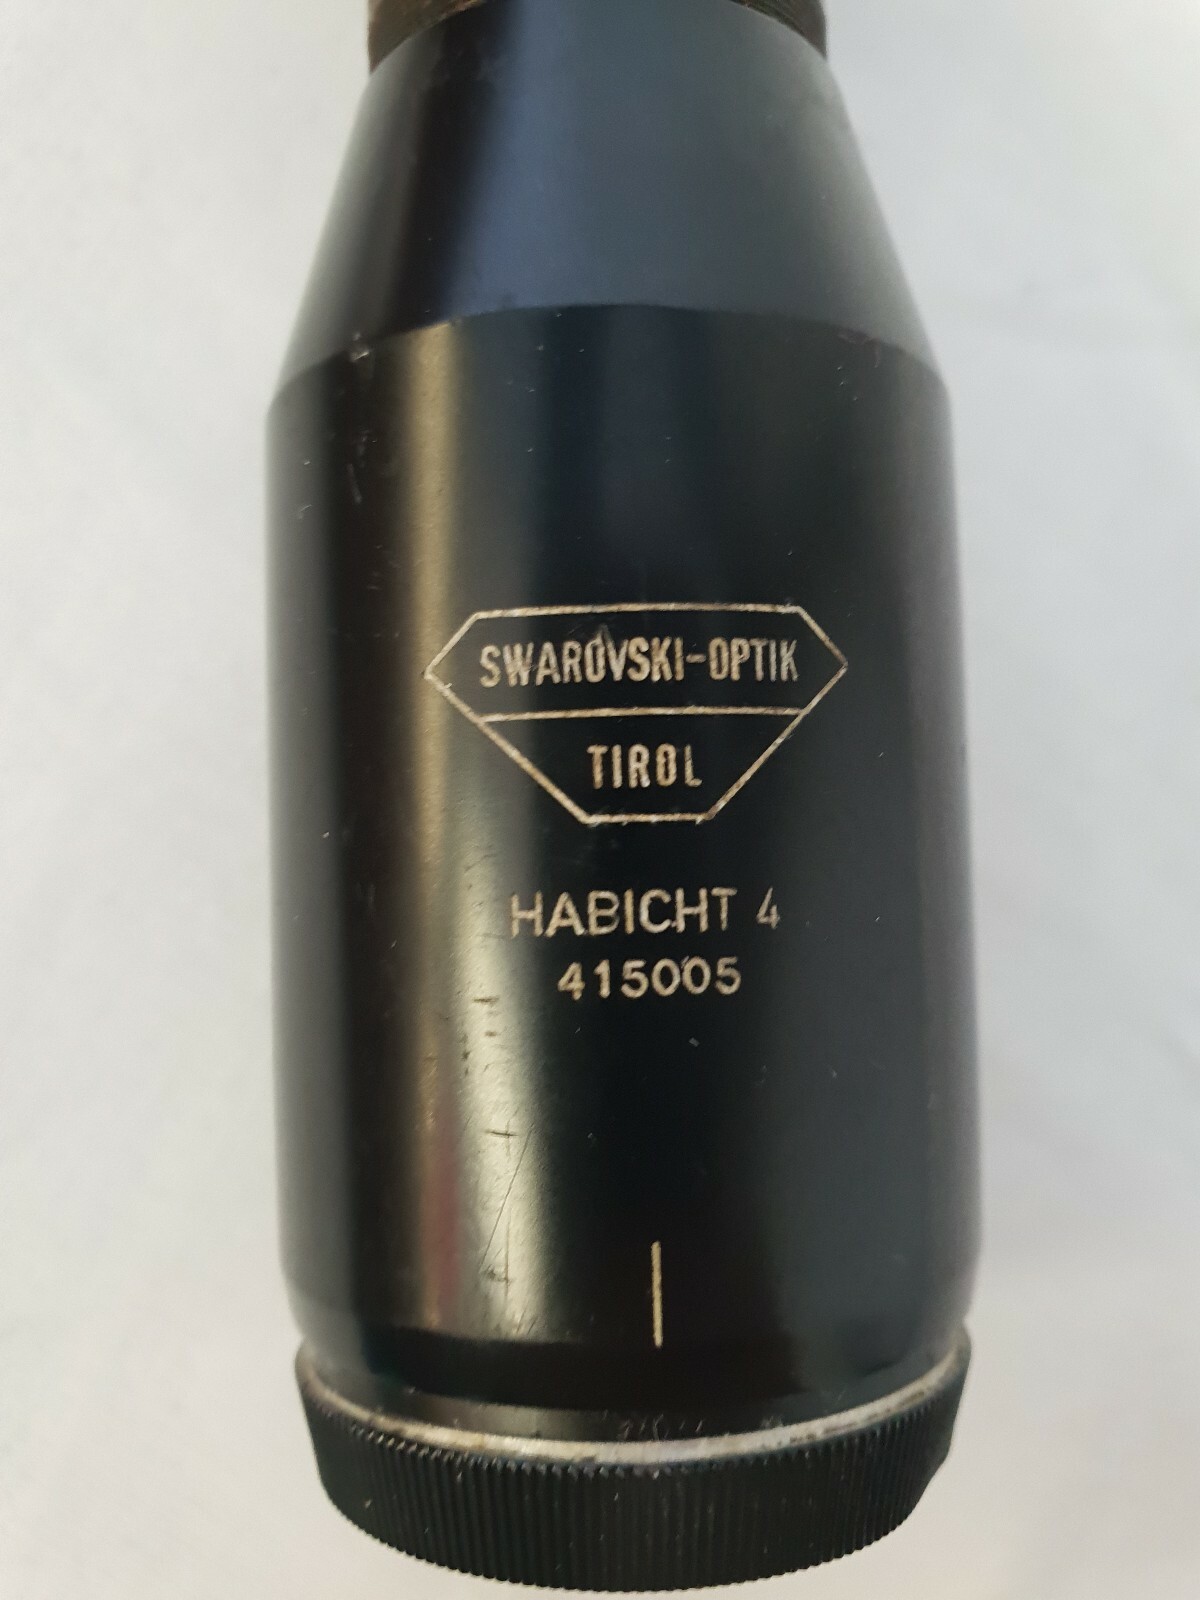 SWAROVSKI-OPTIK
TIROL
HABICHT 4
415005